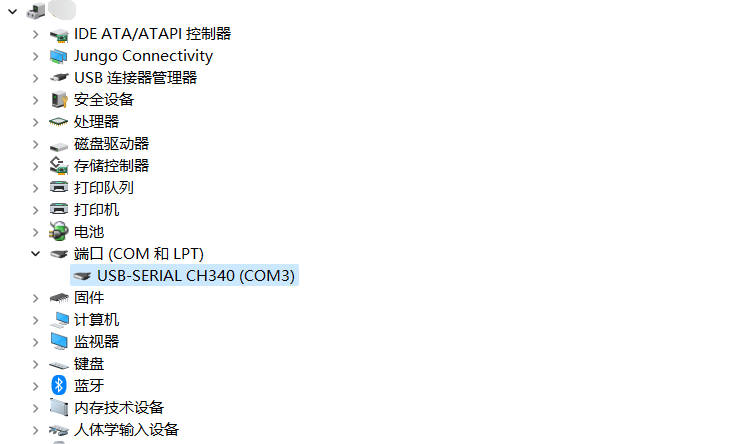 IDE ATA/ATAPI 控制器
Jungo Connectivity
USB 连接器管理器
安全设备
处理器
磁盘驱动器
存储控制器
打印队列
打印机
电池
端口 (COM 和 LPT)
USB-SERIAL CH340 (COM3)
固件
计算机
监视器
键盘
蓝牙
内存技术设备
人体学输入设备